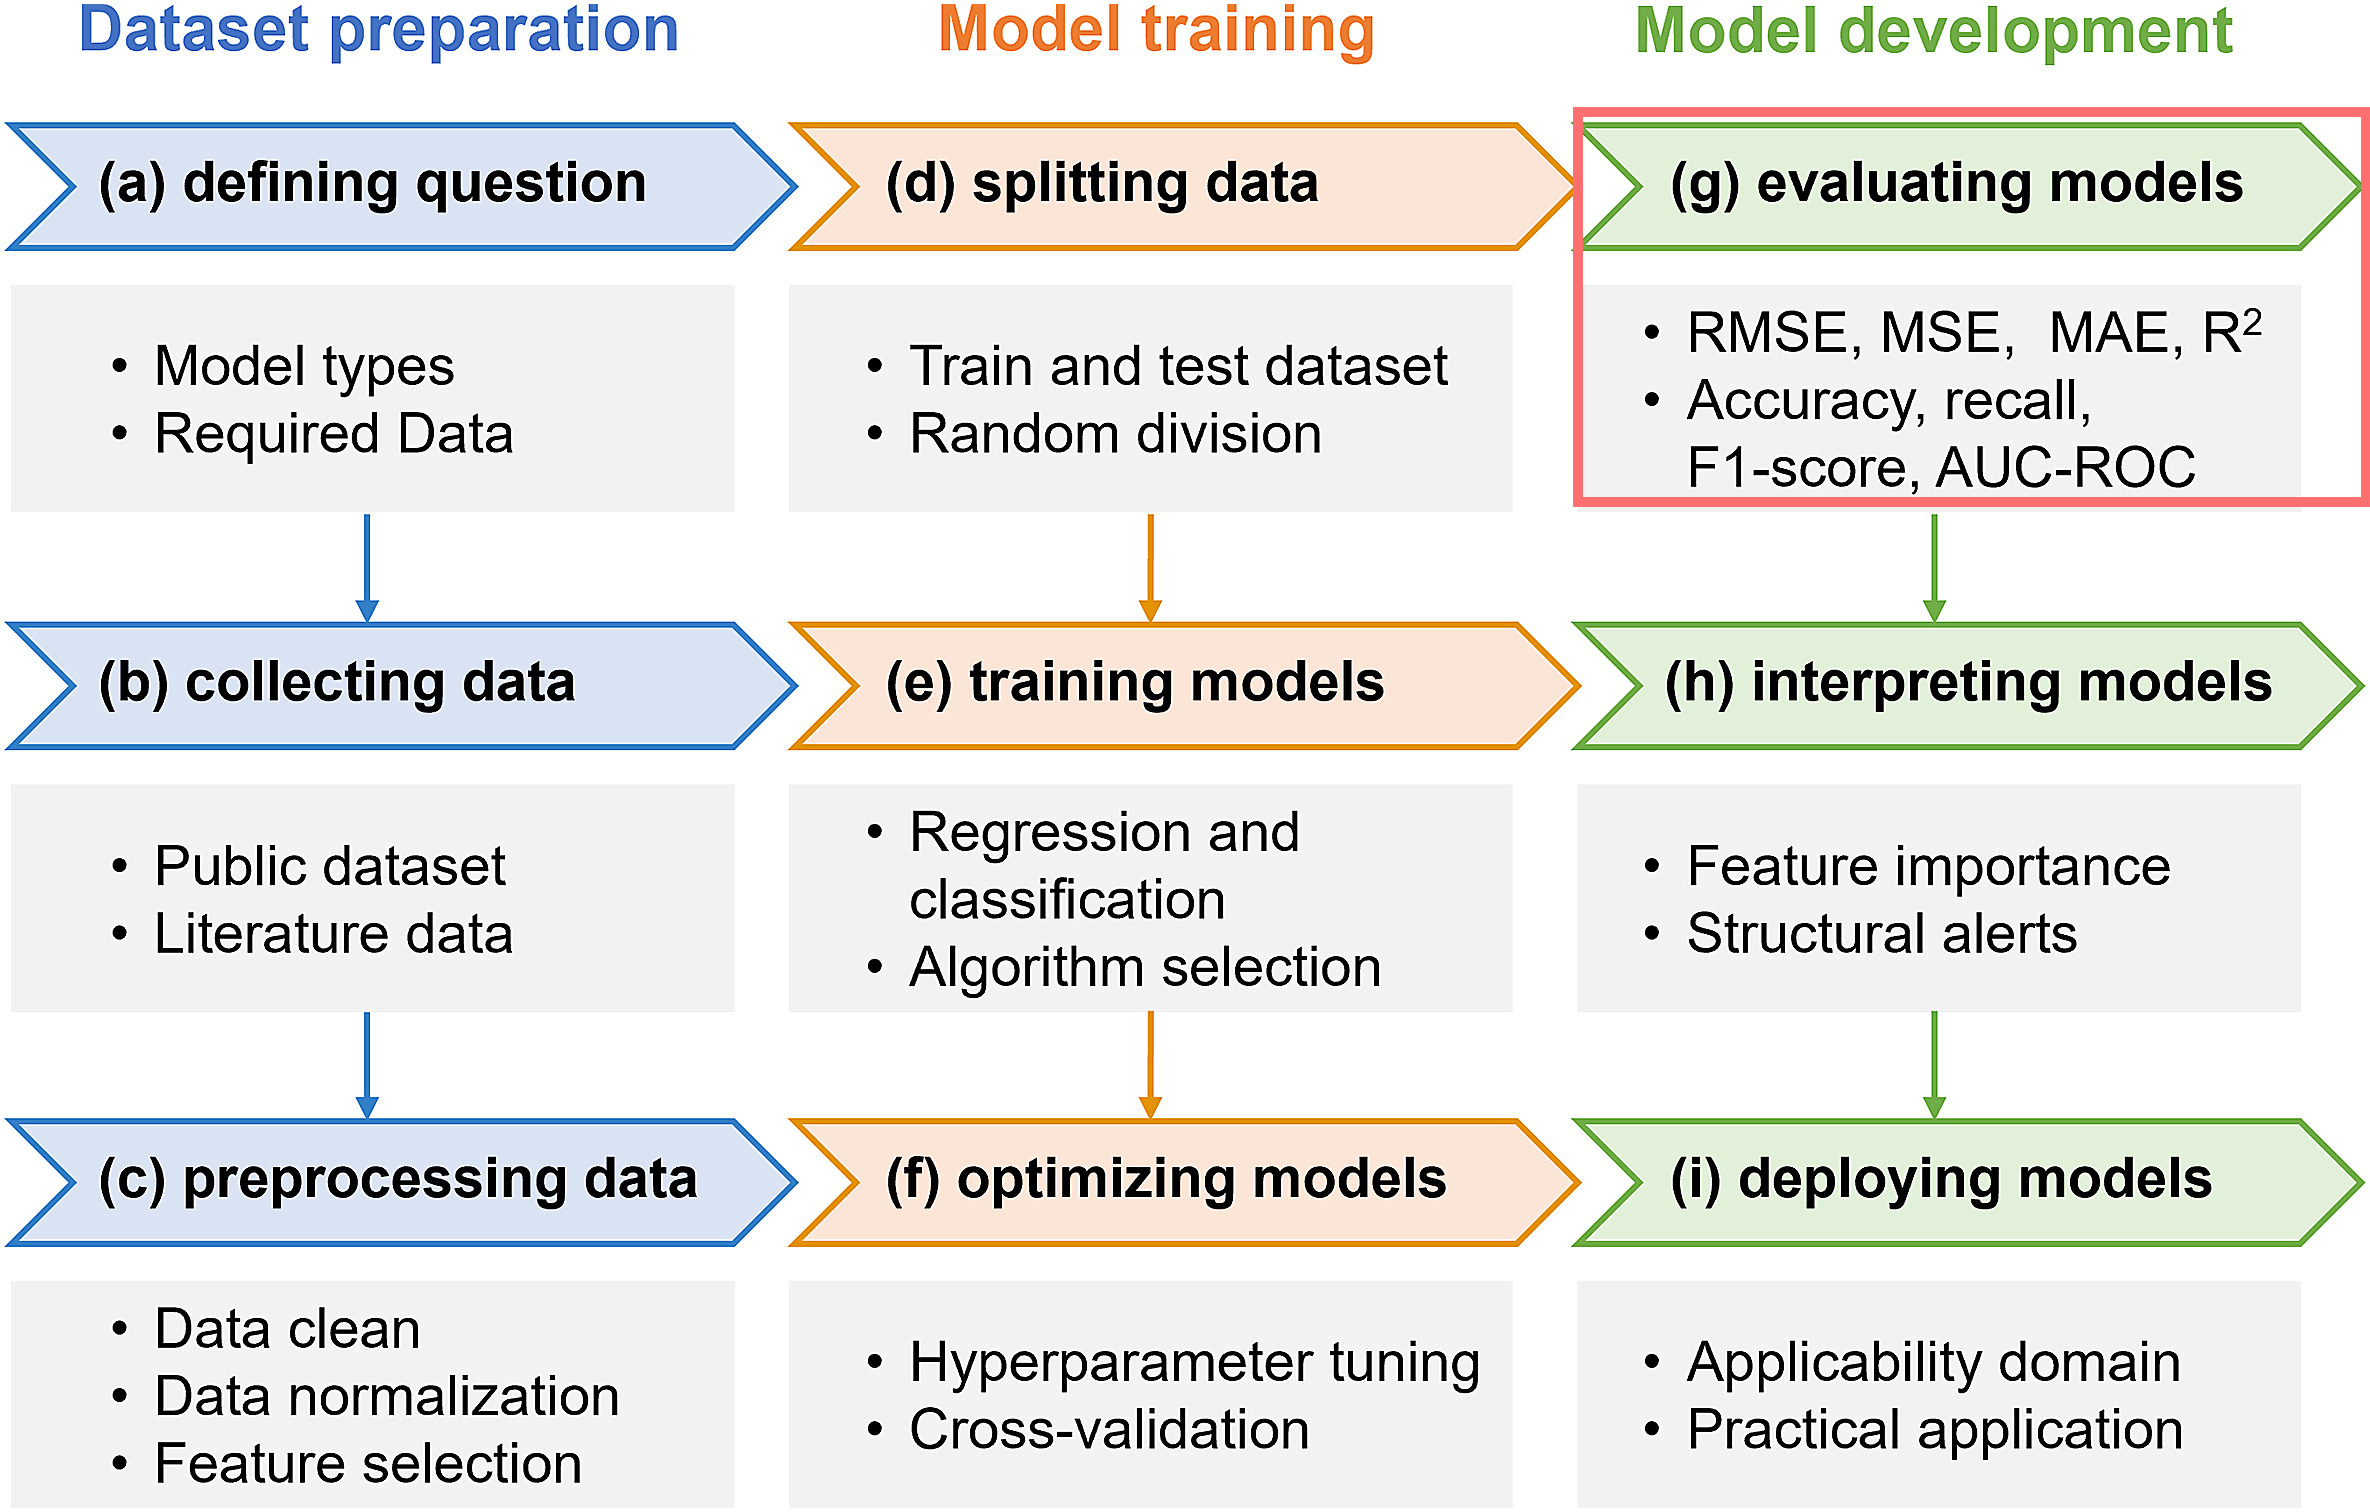 Dataset preparation
(a) defining question
• Model types
• Required Data
(b) collecting data
• Public dataset
• Literature data
(c) preprocessing data
• Data clean
• Data normalization
• Feature selection
Model training
(d) splitting data
• Train and test dataset
• Random division
(e) training models
• Regression and
classification
• Algorithm selection
(f) optimizing models
• Hyperparameter tuning
• Cross-validation
Model development
(g) evaluating models
• RMSE, MSE, MAE, R²
• Accuracy, recall,
F1-score, AUC-ROC
(h) interpreting models
• Feature importance
• Structural alerts
(i) deploying models
• Applicability domain
• Practical application